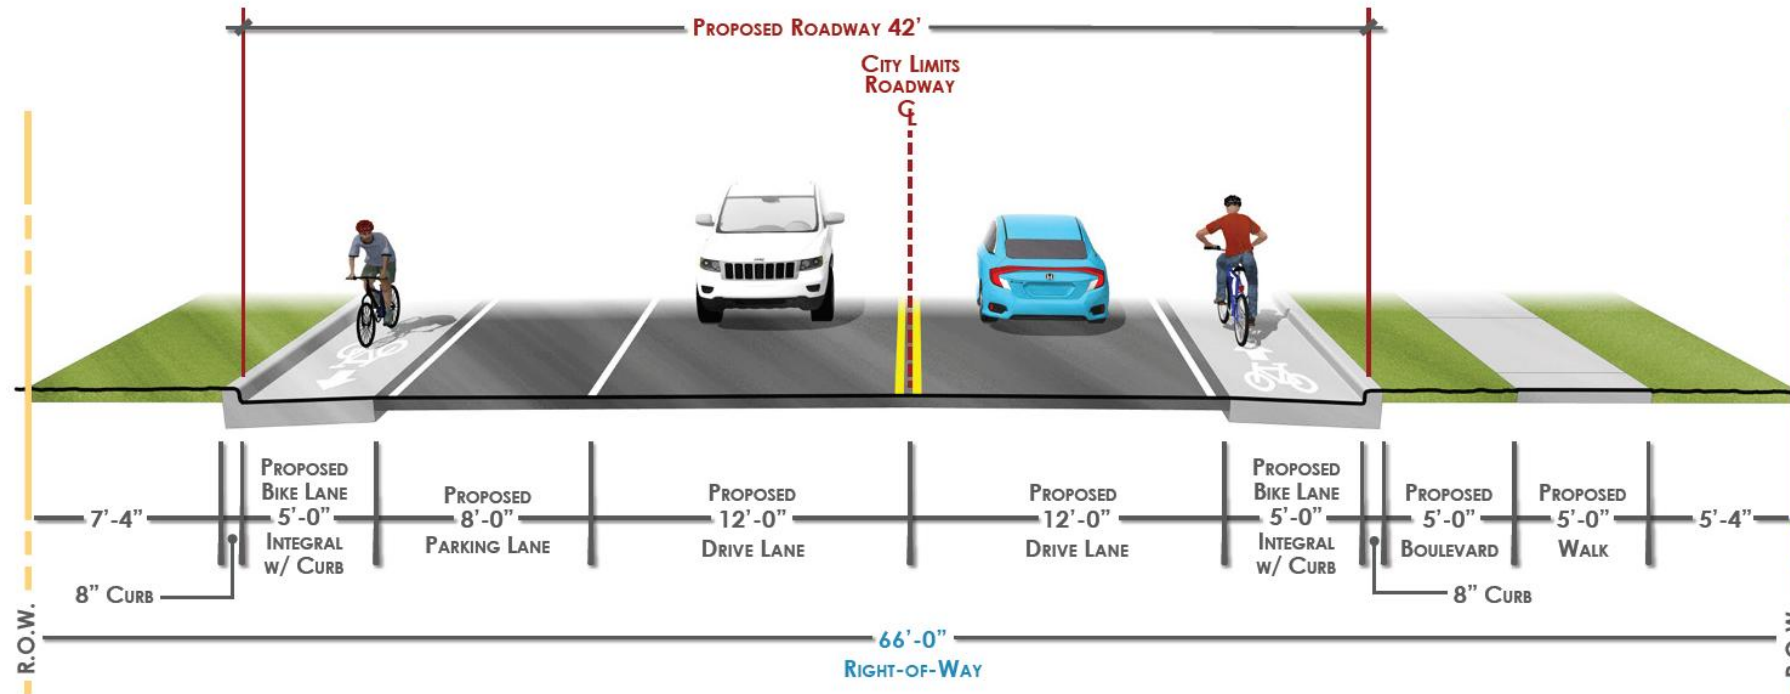 PROPOSED ROADWAY 42'
CITY LIMITS
ROADWAY
CL
7'-4"
PROPOSED
BIKE LANE
5'-0"
INTEGRAL
W/ CURB
PROPOSED
8'-0"
PARKING LANE
PROPOSED
12'-0"
DRIVE LANE
PROPOSED
12'-0"
DRIVE LANE
PROPOSED
BIKE LANE
5'-0"
INTEGRAL
W/ CURB
PROPOSED
5'-0"
BOULEVARD
PROPOSED
5'-0"
WALK
5'-4"
8" CURB
8" CURB
R.O.W.
66'-0"
RIGHT-OF-WAY